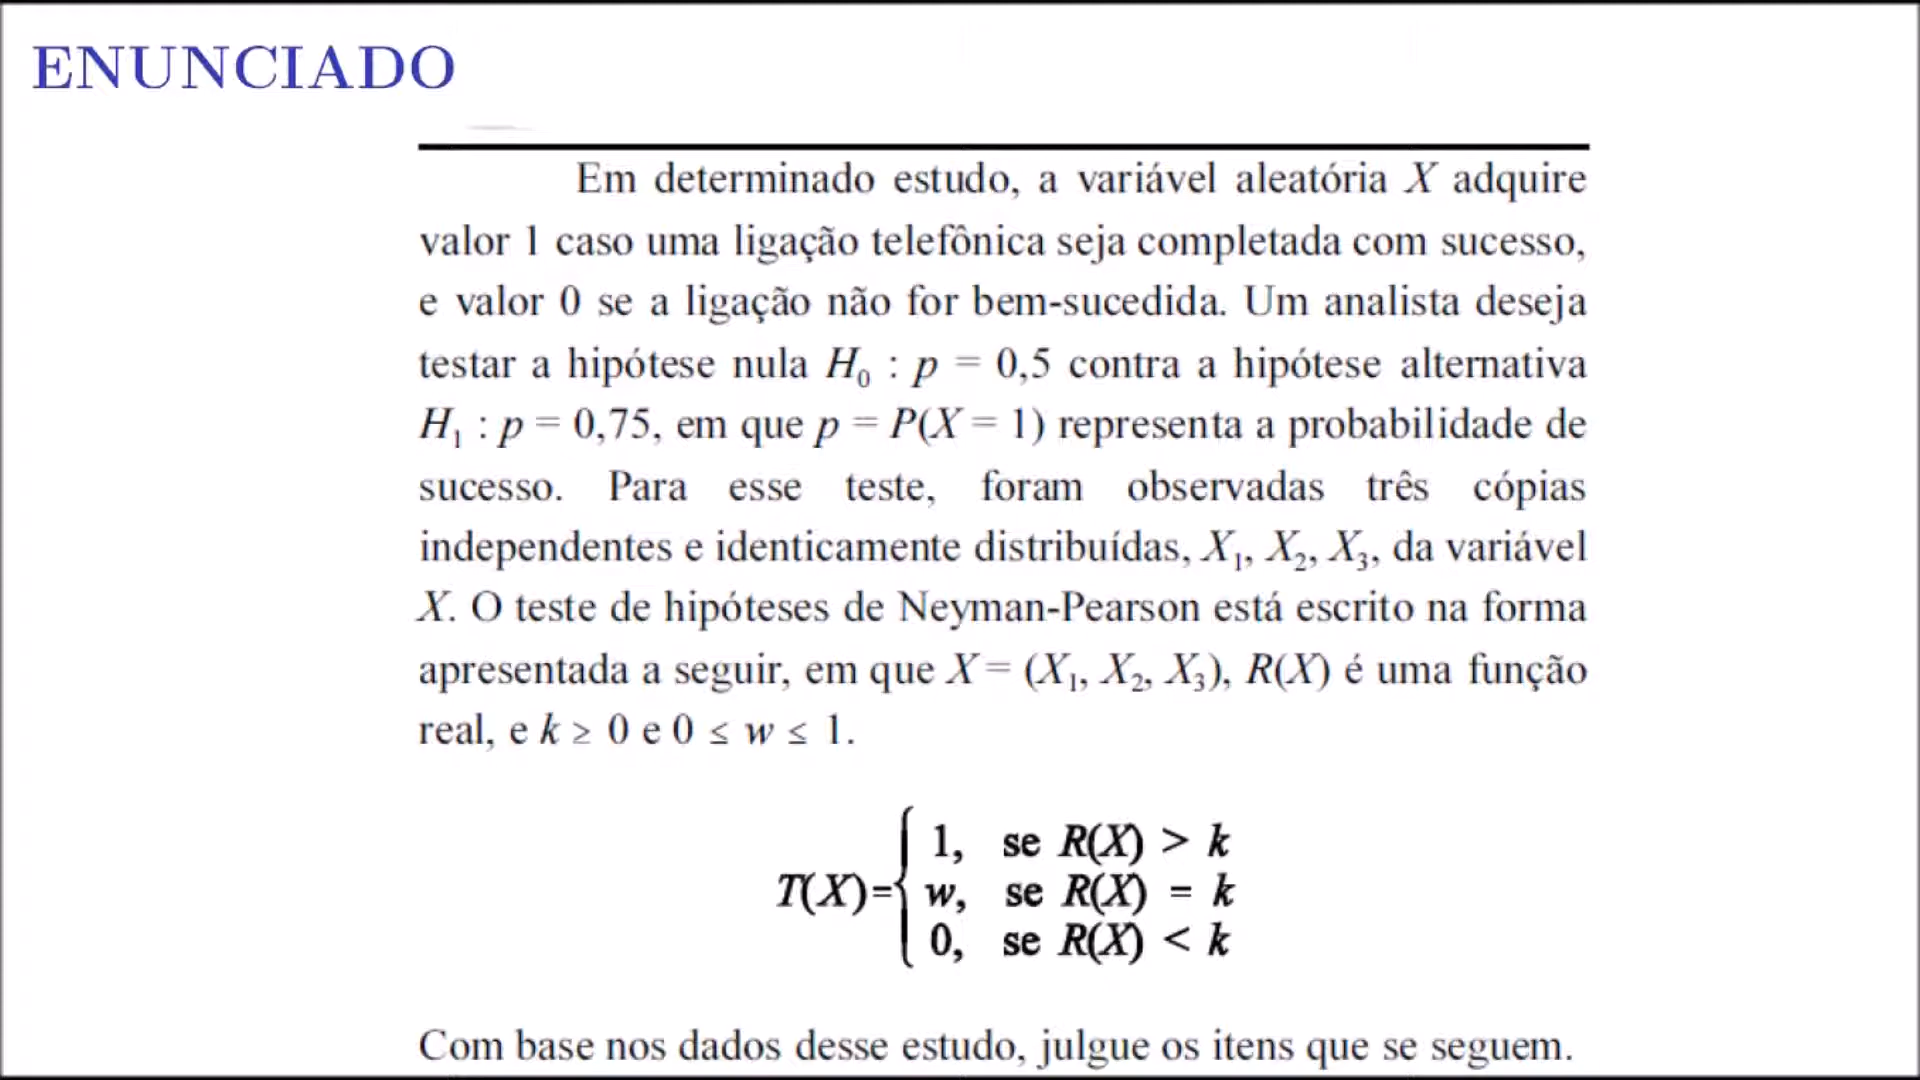 ENUNCIADO
Em determinado estudo, a variável aleatória X adquire
valor 1 caso uma ligação telefônica seja completada com sucesso,
e valor 0 se a ligação não for bem-sucedida. Um analista deseja
testar a hipótese nula H₀ : p = 0,5 contra a hipótese alternativa
H₁ : p = 0,75, em que p = P(X = 1) representa a probabilidade de
sucesso. Para esse teste, foram observadas três cópias
independentes e identicamente distribuídas, X₁, X₂, X₃, da variável
X. O teste de hipóteses de Neyman-Pearson está escrito na forma
apresentada a seguir, em que X = (X₁, X₂, X₃), R(X) é uma função
real, e k ≥ 0 e 0 ≤ w ≤ 1.
1, se R(X) > k
T(X)= w, se R(X) = k
0, se R(X) < k
Com base nos dados desse estudo, julgue os itens que se seguem.